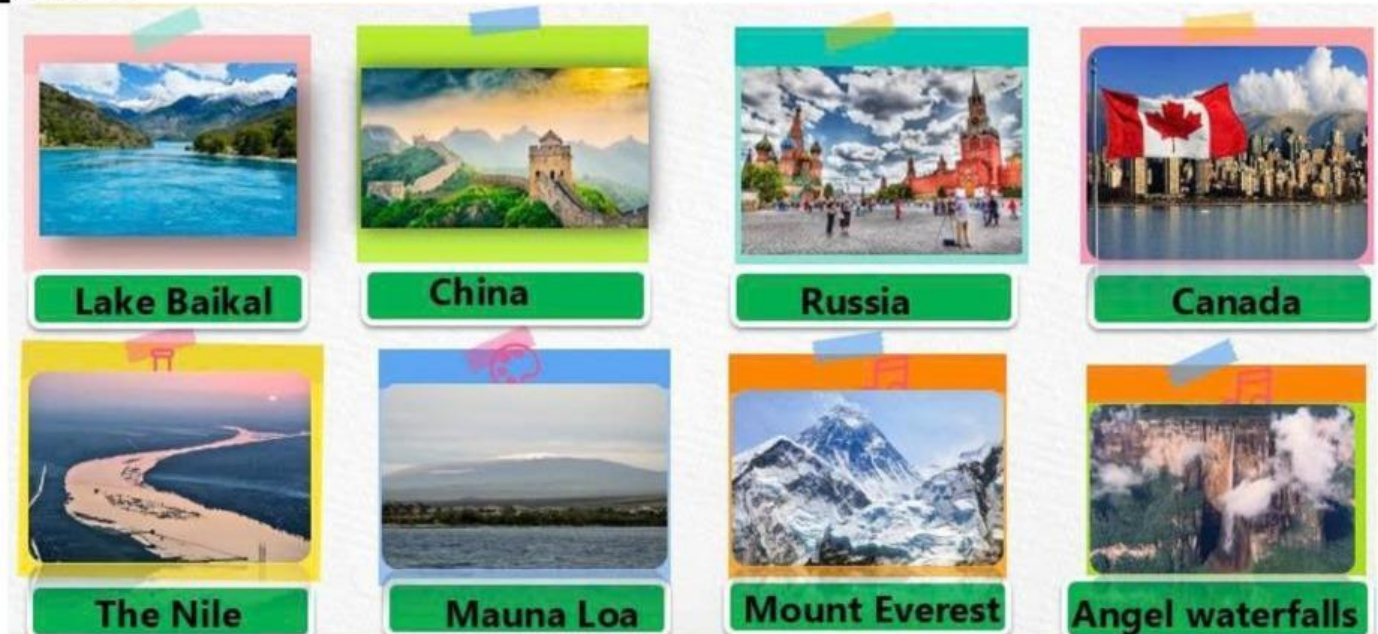 Lake Baikal
China
Russia
Canada
The Nile
Mauna Loa
Mount Everest
Angel waterfalls